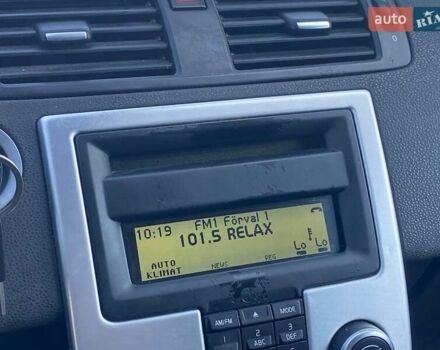 auto RIA
10:19 FM1 Förval 1
101.5 RELAX
Lo Lo
AUTO NEWS REG
KLIMAT
AM/FM MODE
2 3
ABC DEF